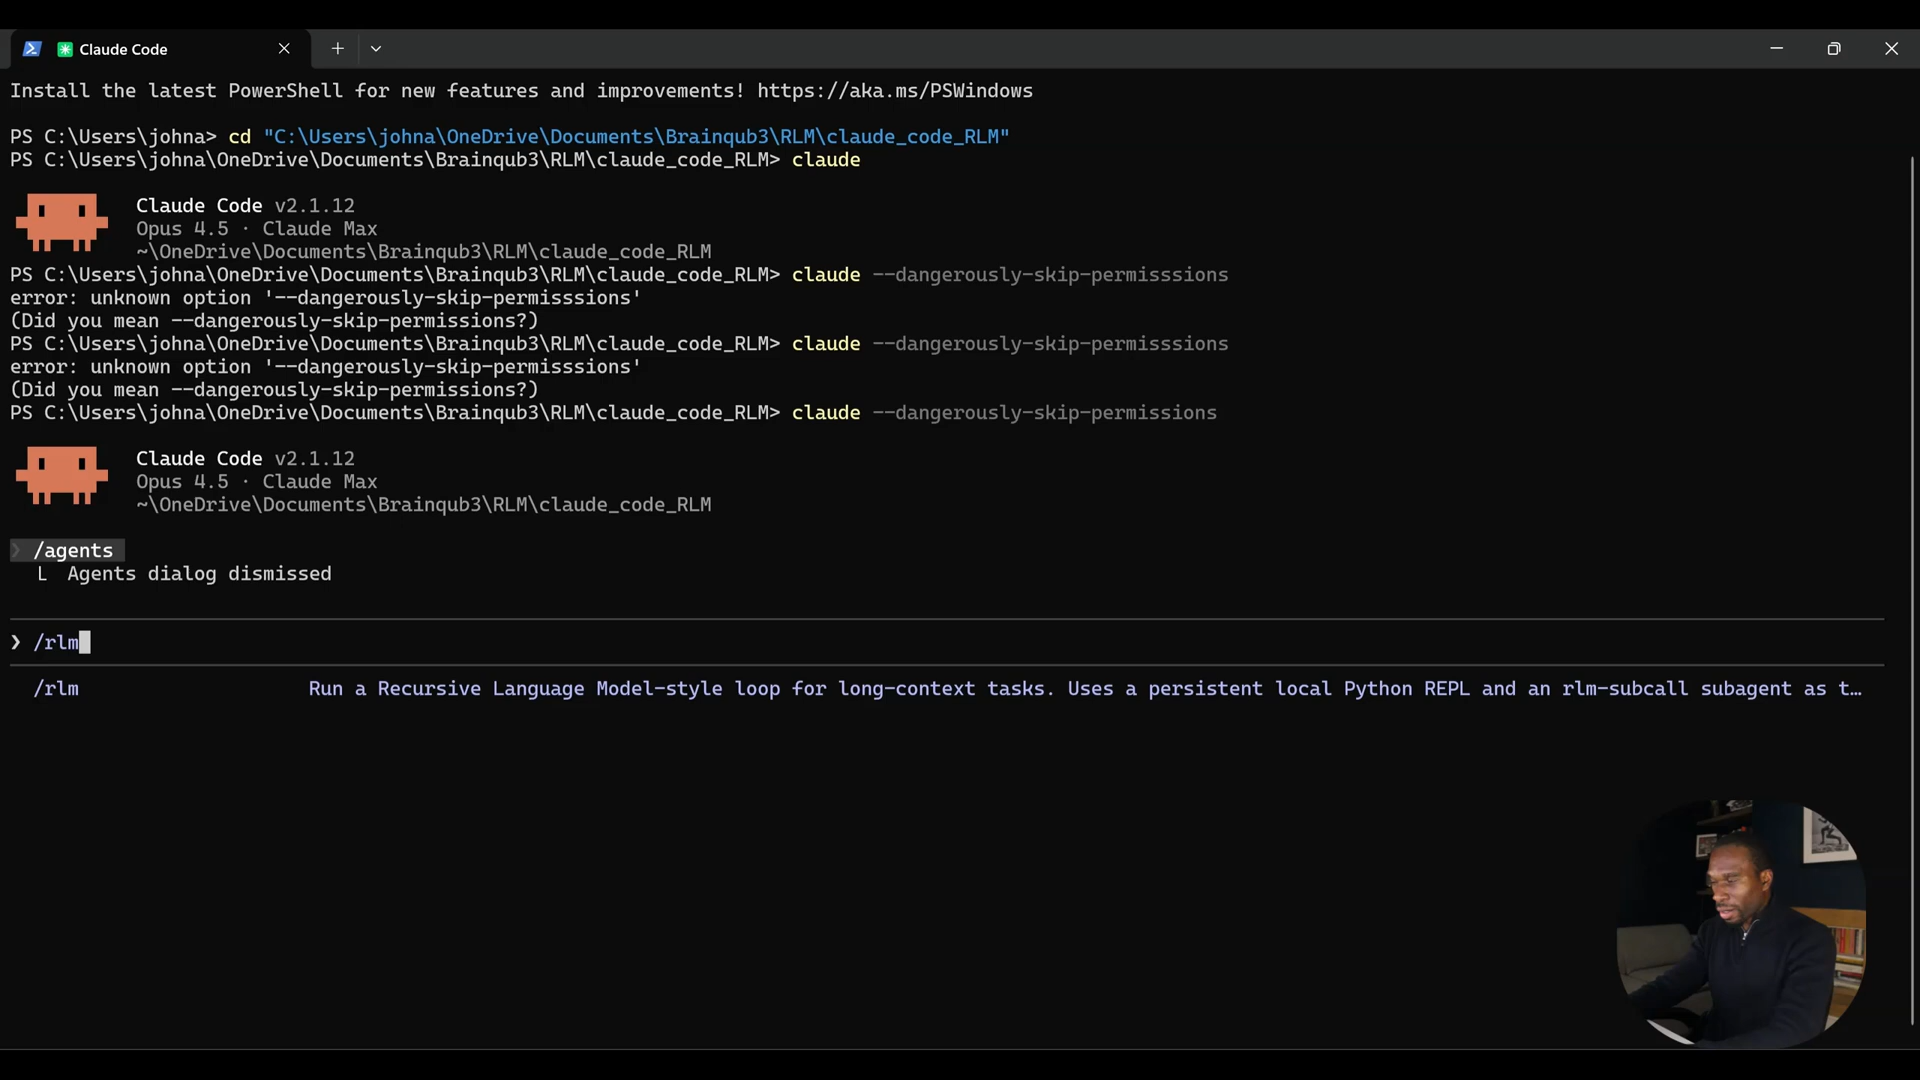 Claude Code
Install the latest PowerShell for new features and improvements! https://aka.ms/PSWindows
PS C:\Users\johna> cd "C:\Users\johna\OneDrive\Documents\Brainqub3\RLM\claude_code_RLM"
PS C:\Users\johna\OneDrive\Documents\Brainqub3\RLM\claude_code_RLM> claude
Claude Code v2.1.12
Opus 4.5 · Claude Max
~\OneDrive\Documents\Brainqub3\RLM\claude_code_RLM
PS C:\Users\johna\OneDrive\Documents\Brainqub3\RLM\claude_code_RLM> claude --dangerously-skip-permisssions
error: unknown option '--dangerously-skip-permisssions'
(Did you mean --dangerously-skip-permissions?)
PS C:\Users\johna\OneDrive\Documents\Brainqub3\RLM\claude_code_RLM> claude --dangerously-skip-permisssions
error: unknown option '--dangerously-skip-permisssions'
(Did you mean --dangerously-skip-permissions?)
PS C:\Users\johna\OneDrive\Documents\Brainqub3\RLM\claude_code_RLM> claude --dangerously-skip-permissions
Claude Code v2.1.12
Opus 4.5 · Claude Max
~\OneDrive\Documents\Brainqub3\RLM\claude_code_RLM
❯ /agents
└ Agents dialog dismissed
❯ /rlm
/rlm Run a Recursive Language Model-style loop for long-context tasks. Uses a persistent local Python REPL and an rlm-subcall subagent as t…